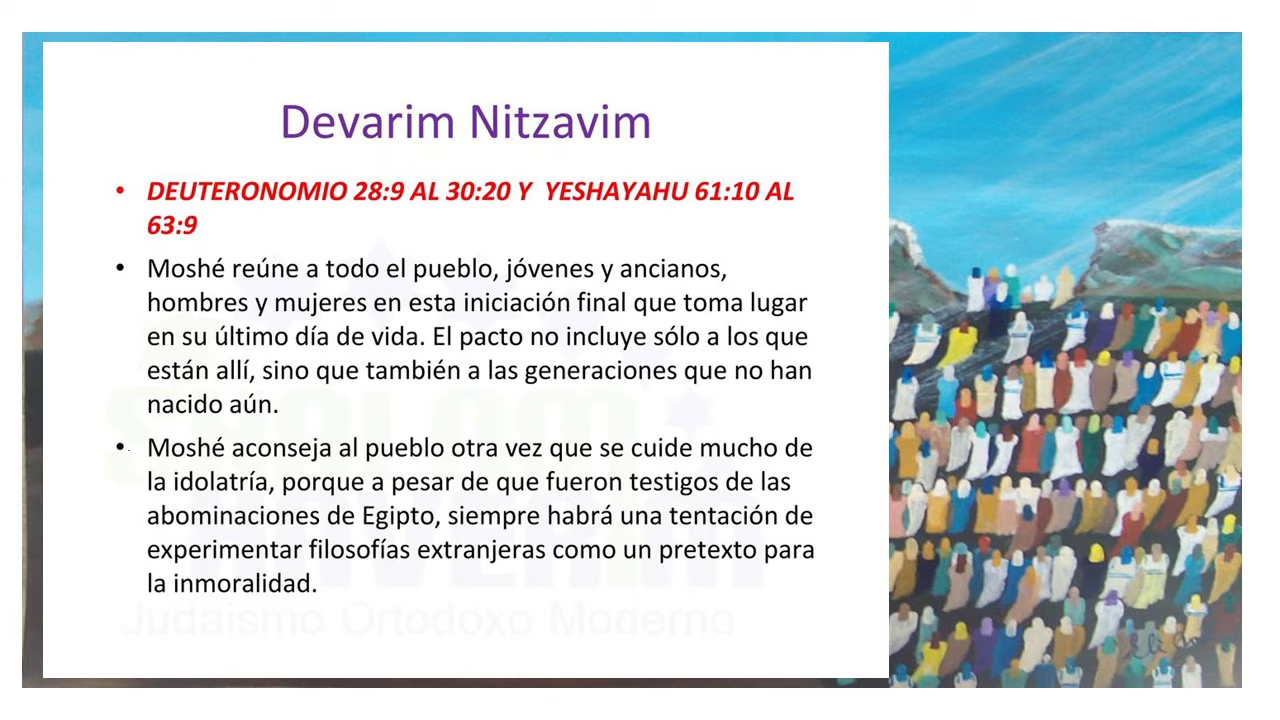 Devarim Nitzavim
• DEUTERONOMIO 28:9 AL 30:20 Y YESHAYAHU 61:10 AL
63:9
• Moshé reúne a todo el pueblo, jóvenes y ancianos,
hombres y mujeres en esta iniciación final que toma lugar
en su último día de vida. El pacto no incluye sólo a los que
están allí, sino que también a las generaciones que no han
nacido aún.
• Moshé aconseja al pueblo otra vez que se cuide mucho de
la idolatría, porque a pesar de que fueron testigos de las
abominaciones de Egipto, siempre habrá una tentación de
experimentar filosofías extranjeras como un pretexto para
la inmoralidad.
SHALOM
HAVERIM
Judaismo Ortodoxo Moderno